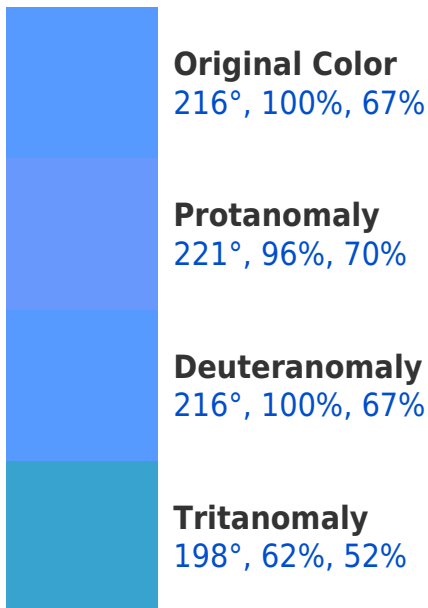 Original Color
216°, 100%, 67%
Protanomaly
221°, 96%, 70%
Deuteranomaly
216°, 100%, 67%
Tritanomaly
198°, 62%, 52%